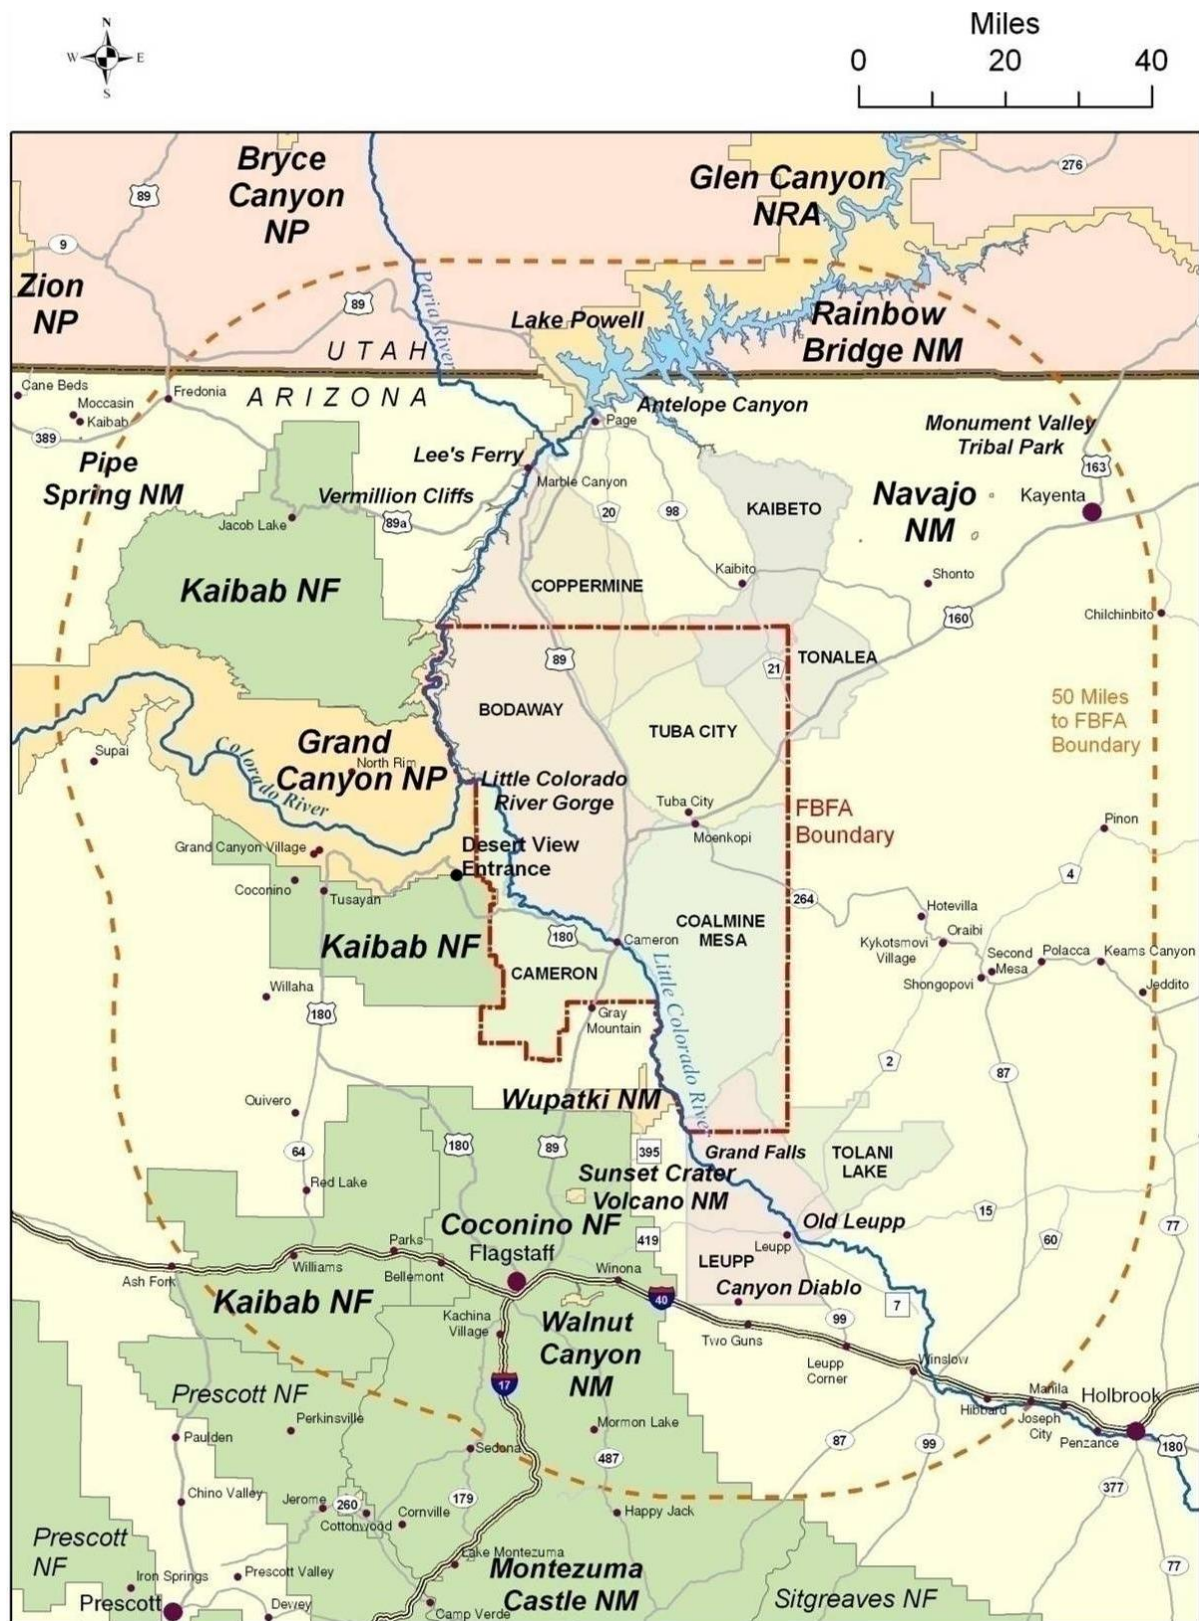 N
W
E
S
Miles
0
20
40
Bryce
Canyon
NP
Glen Canyon
NRA
276
89
9
Zion
NP
89
Paria River
Lake Powell
Rainbow
Bridge NM
UTAH
ARIZONA
Cane Beds
Moccasin
Kaibab
Fredonia
389
Antelope Canyon
Page
Monument Valley
Tribal Park
163
Pipe
Spring NM
Lee's Ferry
Marble Canyon
Vermillion Cliffs
89a
Jacob Lake
20
98
KAIBETO
Navajo
NM
Kayenta
Kaibab NF
COPPERMINE
Kaibito
Shonto
160
Chilchinbito
89
21
TONALEA
BODAWAY
TUBA CITY
50 Miles
to FBFA
Boundary
Supai
Grand
Canyon NP
North Rim
Colorado River
Little Colorado
River Gorge
Tuba City
Moenkopi
FBFA
Boundary
Pinon
Grand Canyon Village
Desert View
Entrance
Coconino
Tusayan
4
264
Hotevilla
Oraibi
Kykotsmovi
Village
Second
Mesa
Polacca
Keams Canyon
Shongopovi
Jeddito
COALMINE
MESA
Kaibab NF
180
Cameron
CAMERON
Little Colorado River
Willaha
180
Gray
Mountain
2
87
Quivero
Wupatki NM
64
180
89
395
Grand Falls
TOLANI
LAKE
Red Lake
Sunset Crater
Volcano NM
15
77
60
Coconino NF
Flagstaff
419
Old Leupp
Leupp
LEUPP
Parks
Bellemont
Williams
Ash Fork
Winona
40
Canyon Diablo
7
Kaibab NF
Kachina
Village
Walnut
Canyon
NM
Two Guns
99
Leupp
Corner
Winslow
17
Prescott NF
Manila
Holbrook
Hibbard
Joseph
City
Penzance
180
Perkinsville
Paulden
Mormon Lake
Sedona
487
87
99
377
Chino Valley
Jerome
260
Cottonwood
Cornville
179
Happy Jack
Prescott
NF
Lake Montezuma
Montezuma
Castle NM
77
Iron Springs
Prescott Valley
Prescott
Dewey
Camp Verde
Sitgreaves NF